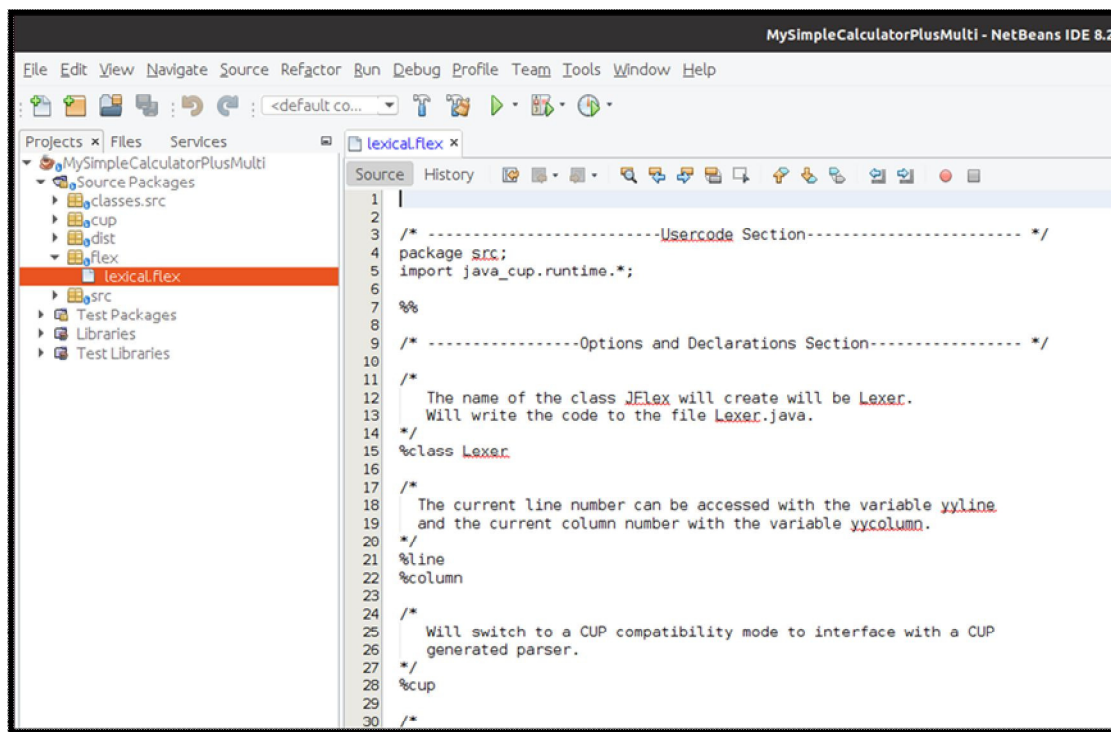 MySimpleCalculatorPlusMulti - NetBeans IDE 8.2
File Edit View Navigate Source Refactor Run Debug Profile Team Tools Window Help
<default co...
Projects Files Services
MySimpleCalculatorPlusMulti
Source Packages
classes.src
cup
dist
flex
lexical.flex
src
Test Packages
Libraries
Test Libraries
lexical.flex
Source History
1
2
3 /* --------------------------Usercode Section------------------------ */
4 package src;
5 import java_cup.runtime.*;
6
7 %%
8
9 /* -----------------Options and Declarations Section----------------- */
10
11 /*
12 The name of the class JFlex will create will be Lexer.
13 Will write the code to the file Lexer.java.
14 */
15 %class Lexer
16
17 /*
18 The current line number can be accessed with the variable yyline
19 and the current column number with the variable yycolumn.
20 */
21 %line
22 %column
23
24 /*
25 Will switch to a CUP compatibility mode to interface with a CUP
26 generated parser.
27 */
28 %cup
29
30 /*